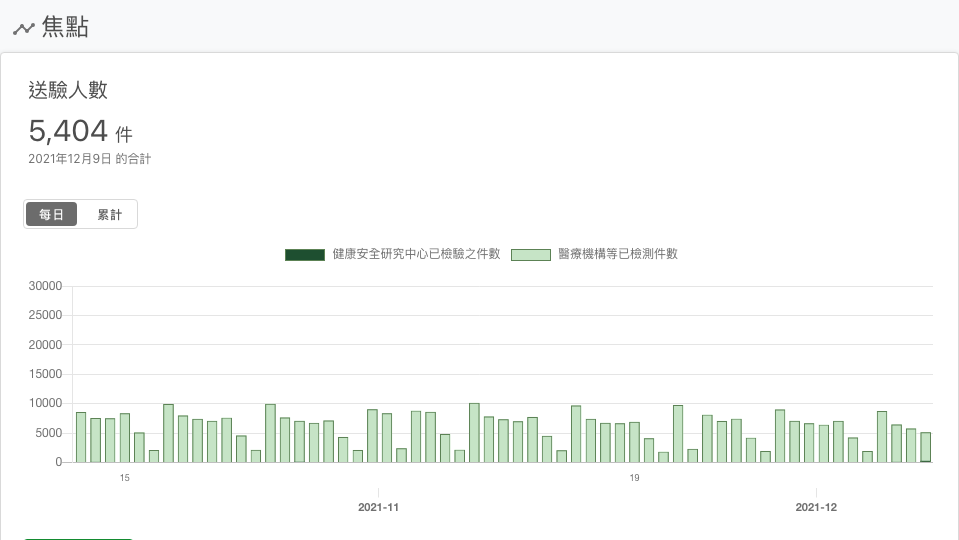 焦點
送驗人數
5,404 件
2021年12月9日 的合計
每日 累計
健康安全研究中心已檢驗之件數 醫療機構等已檢測件數
30000
25000
20000
15000
10000
5000
0
15 19
2021-11 2021-12